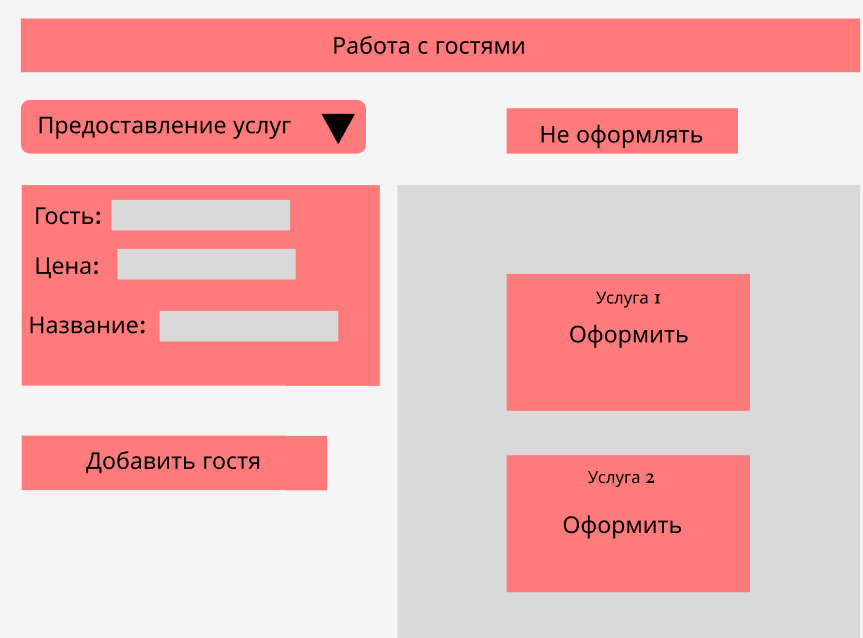 Работа с гостями
Предоставление услуг
Не оформлять
Гость:
Цена:
Название:
Добавить гостя
Услуга 1
Оформить
Услуга 2
Оформить